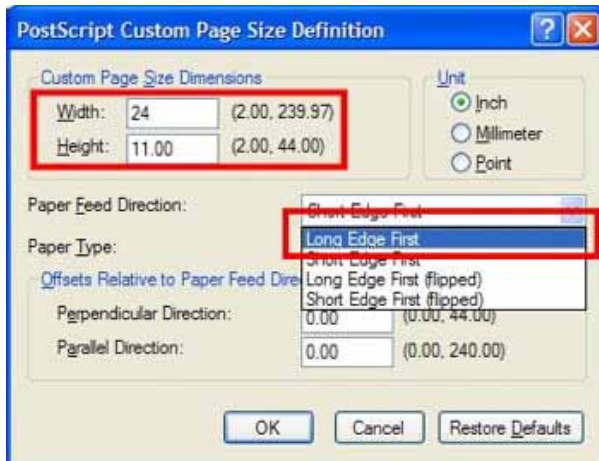 PostScript Custom Page Size Definition
Custom Page Size Dimensions
Width: 24 (2.00, 239.97)
Height: 11.00 (2.00, 44.00)
Unit
Inch
Millimeter
Point
Paper Feed Direction: Short Edge First
Long Edge First
Short Edge First
Long Edge First (flipped)
Short Edge First (flipped)
Paper Type:
Offsets Relative to Paper Feed Dire
Perpendicular Direction: 0.00 (0.00, 44.00)
Parallel Direction: 0.00 (0.00, 240.00)
OK Cancel Restore Defaults